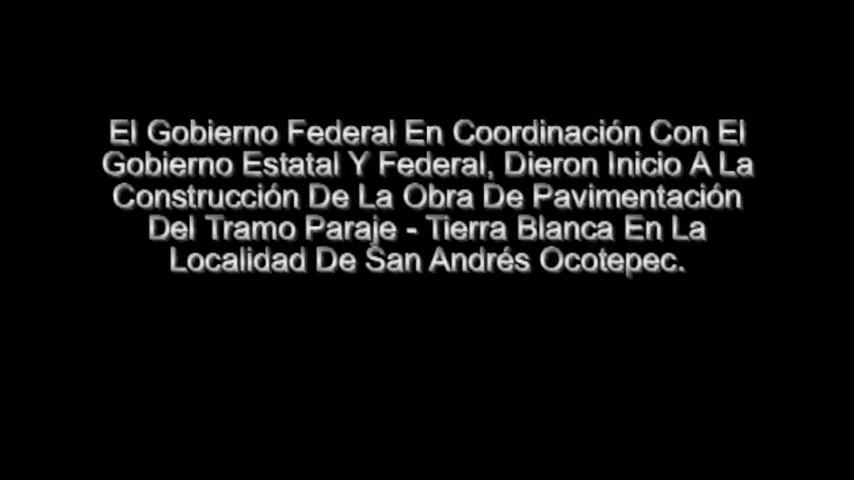 El Gobierno Federal En Coordinación Con El
Gobierno Estatal Y Federal, Dieron Inicio A La
Construcción De La Obra De Pavimentación
Del Tramo Paraje - Tierra Blanca En La
Localidad De San Andrés Ocotepec.